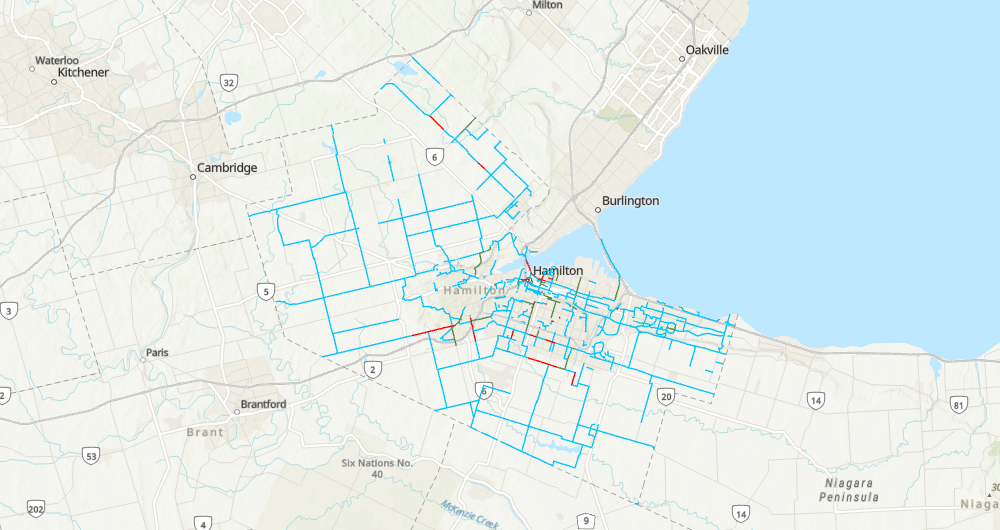 Milton
Oakville
Waterloo
Kitchener
32
6
Cambridge
Burlington
Hamilton
Hamilton
5
3
Paris
2
2
6
20
14
81
Brantford
Brant
53
Six Nations No.
40
Niagara
Peninsula
30
Niaga
202
4
McKenzie Creek
9
14